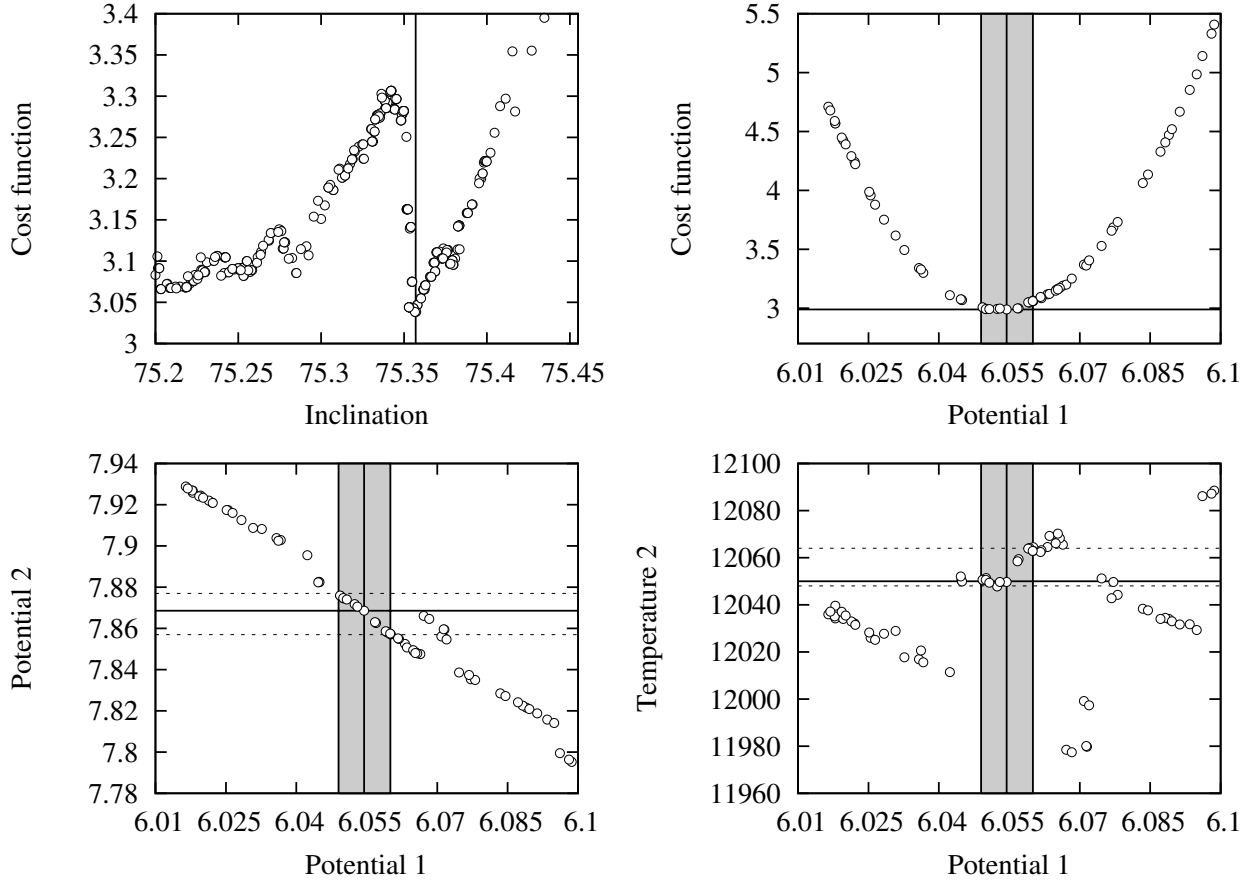 3.4
3.35
3.3
3.25
3.2
3.15
3.1
3.05
3
Cost function
75.2 75.25 75.3 75.35 75.4 75.45
Inclination
5.5
5
4.5
4
3.5
3
Cost function
6.01 6.025 6.04 6.055 6.07 6.085 6.1
Potential 1
7.94
7.92
7.9
7.88
7.86
7.84
7.82
7.8
7.78
Potential 2
6.01 6.025 6.04 6.055 6.07 6.085 6.1
Potential 1
12100
12080
12060
12040
12020
12000
11980
11960
Temperature 2
6.01 6.025 6.04 6.055 6.07 6.085 6.1
Potential 1